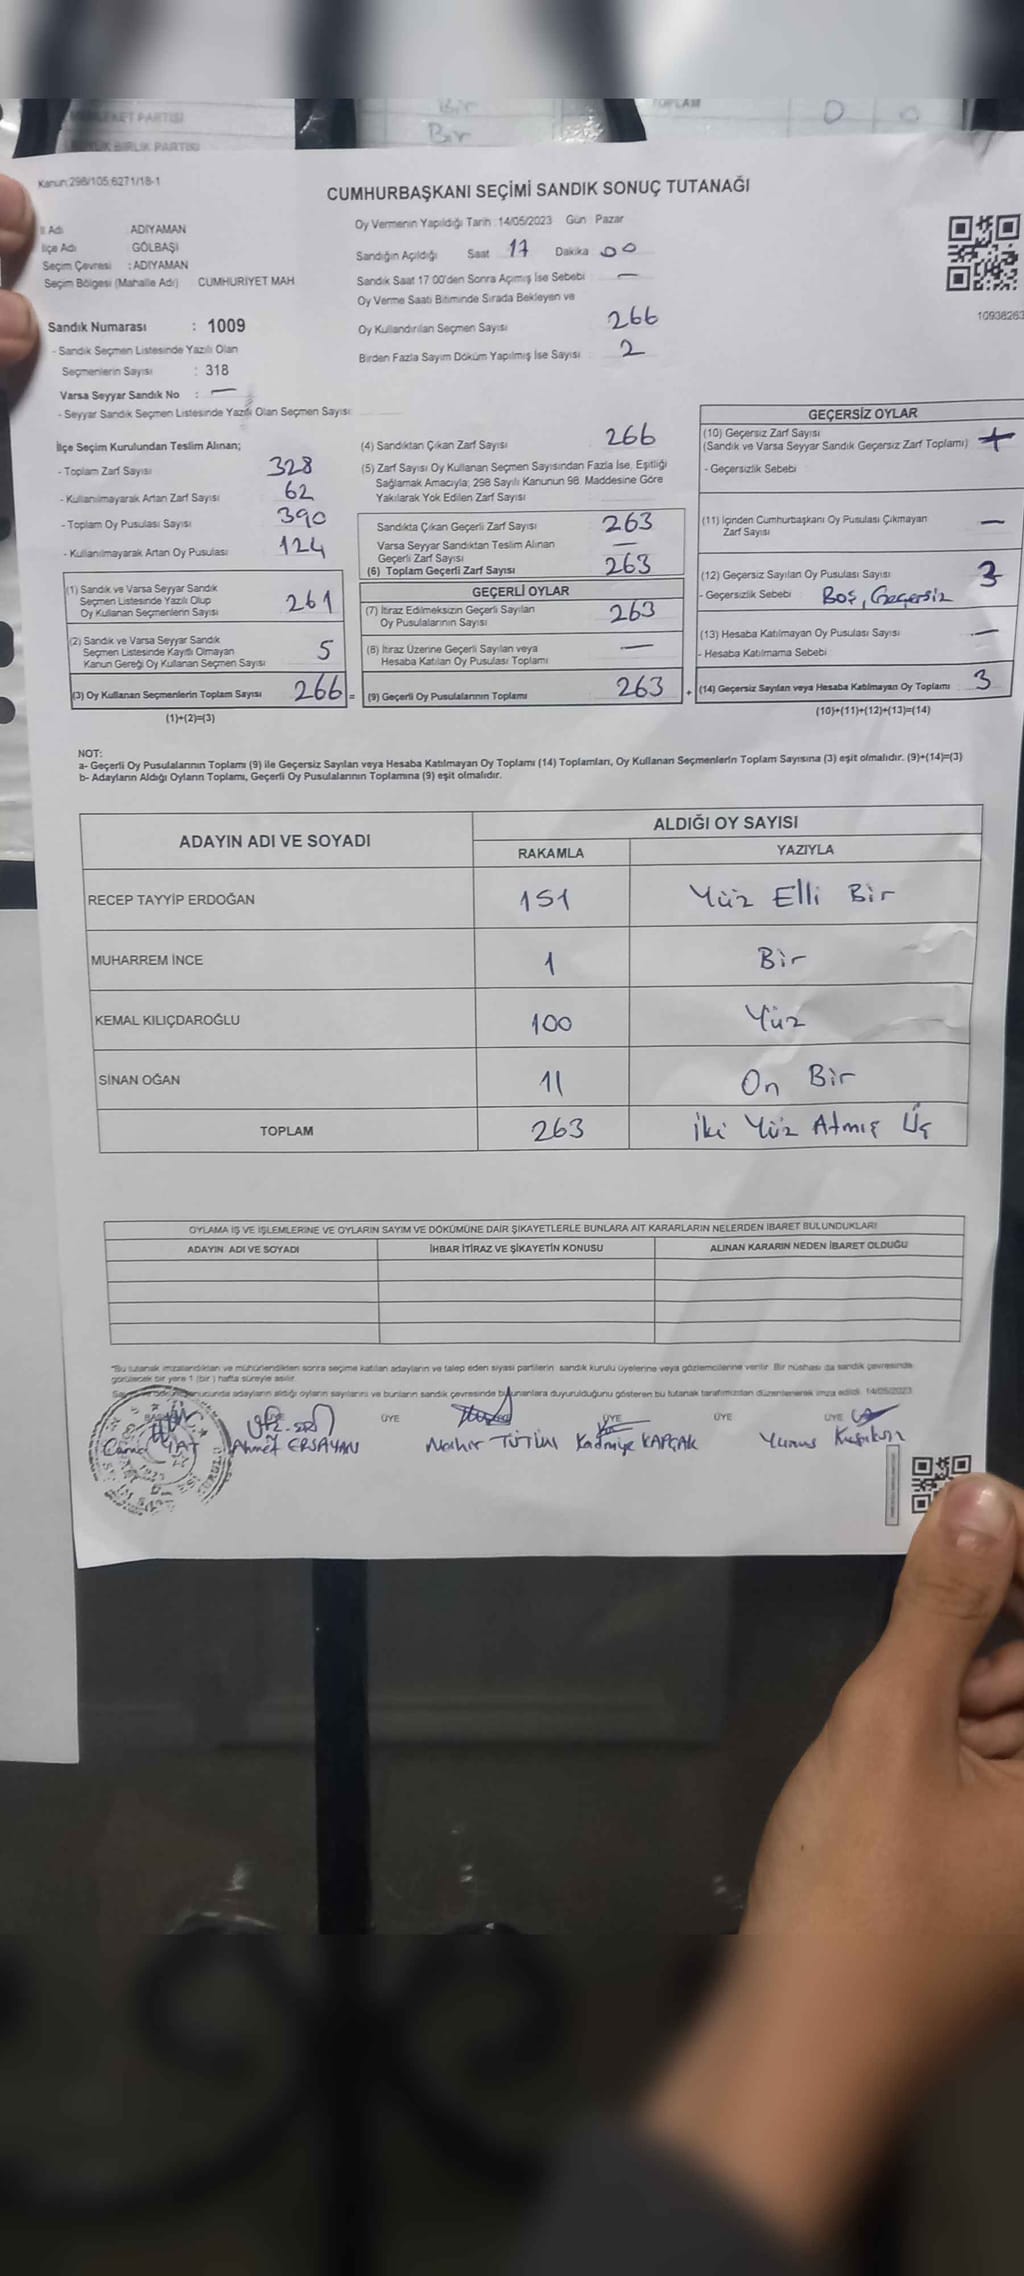 MEMLEKET PARTİSİ
BÜYÜK BİRLİK PARTİSİ
Bir
Bir
TOPLAM
0 0
Kanun:298/105;6271/18-1
CUMHURBAŞKANI SEÇİMİ SANDIK SONUÇ TUTANAĞI
İl Adı ADIYAMAN
İlçe Adı GÖLBAŞI
Seçim Çevresi : ADIYAMAN
Seçim Bölgesi (Mahalle Adı) CUMHURİYET MAH
Sandık Numarası : 1009
- Sandık Seçmen Listesinde Yazılı Olan
Seçmenlerin Sayısı : 318
Varsa Seyyar Sandık No : —
- Seyyar Sandık Seçmen Listesinde Yazılı Olan Seçmen Sayısı:
Oy Vermenin Yapıldığı Tarih : 14/05/2023 Gün Pazar
Sandığın Açıldığı Saat 17 Dakika 00
Sandık Saat 17:00'den Sonra Açımış İse Sebebi —
Oy Verme Saati Bitiminde Sırada Bekleyen ve
Oy Kullandırılan Seçmen Sayısı 266
Birden Fazla Sayım Döküm Yapılmış İse Sayısı 2
10938263
İlçe Seçim Kurulundan Teslim Alınan;
- Toplam Zarf Sayısı 328
- Kullanılmayarak Artan Zarf Sayısı 62
- Toplam Oy Pusulası Sayısı 390
- Kullanılmayarak Artan Oy Pusulası 124
(1) Sandık ve Varsa Seyyar Sandık
Seçmen Listesinde Yazılı Olup
Oy Kullanan Seçmenlerin Sayısı 261
(2) Sandık ve Varsa Seyyar Sandık
Seçmen Listesinde Kayıtlı Olmayan
Kanun Gereği Oy Kullanan Seçmen Sayısı 5
(3) Oy Kullanan Seçmenlerin Toplam Sayısı 266 =
(1)+(2)=(3)
(4) Sandıktan Çıkan Zarf Sayısı 266
(5) Zarf Sayısı Oy Kullanan Seçmen Sayısından Fazla İse, Eşitliği
Sağlamak Amacıyla; 298 Sayılı Kanunun 98. Maddesine Göre
Yakılarak Yok Edilen Zarf Sayısı
Sandıkta Çıkan Geçerli Zarf Sayısı 263
Varsa Seyyar Sandıktan Teslim Alınan
Geçerli Zarf Sayısı —
(6) Toplam Geçerli Zarf Sayısı 263
GEÇERLİ OYLAR
(7) İtiraz Edilmeksizin Geçerli Sayılan
Oy Pusulalarının Sayısı 263
(8) İtiraz Üzerine Geçerli Sayılan veya
Hesaba Katılan Oy Pusulası Toplamı —
(9) Geçerli Oy Pusulalarının Toplamı 263 +
GEÇERSİZ OYLAR
(10) Geçersiz Zarf Sayısı
(Sandık ve Varsa Seyyar Sandık Geçersiz Zarf Toplamı)
- Geçersizlik Sebebi
(11) İçinden Cumhurbaşkanı Oy Pusulası Çıkmayan
Zarf Sayısı —
(12) Geçersiz Sayılan Oy Pusulası Sayısı 3
- Geçersizlik Sebebi Boş, Geçersiz
(13) Hesaba Katılmayan Oy Pusulası Sayısı —
- Hesaba Katılmama Sebebi
(14) Geçersiz Sayılan veya Hesaba Katılmayan Oy Toplamı 3
(10)+(11)+(12)+(13)=(14)
NOT:
a- Geçerli Oy Pusulalarının Toplamı (9) ile Geçersiz Sayılan veya Hesaba Katılmayan Oy Toplamı (14) Toplamları, Oy Kullanan Seçmenlerin Toplam Sayısına (3) eşit olmalıdır. (9)+(14)=(3)
b- Adayların Aldığı Oyların Toplamı, Geçerli Oy Pusulalarının Toplamına (9) eşit olmalıdır.
ADAYIN ADI VE SOYADI ALDIĞI OY SAYISI
RAKAMLA YAZIYLA
RECEP TAYYİP ERDOĞAN 151 Yüz Elli Bir
MUHARREM İNCE 1 Bir
KEMAL KILIÇDAROĞLU 100 Yüz
SİNAN OĞAN 11 On Bir
TOPLAM 263 İki Yüz Atmış Üç
OYLAMA İŞ VE İŞLEMLERİNE VE OYLARIN SAYIM VE DÖKÜMÜNE DAİR ŞİKAYETLERLE BUNLARA AİT KARARLARIN NELERDEN İBARET BULUNDUKLARI
ADAYIN ADI VE SOYADI İHBAR İTİRAZ VE ŞİKAYETİN KONUSU ALINAN KARARIN NEDEN İBARET OLDUĞU
*Bu tutanak imzalandıktan ve mühürlendikten sonra seçime katılan adayların ve talep eden siyasi partilerin sandık kurulu üyelerine veya gözlemcilerine verilir. Bir nüshası da sandık çevresinde
görülecek bir yere 1 (bir) hafta süreyle asılır.
sonucunda adayların aldığı oyların sayılarını ve bunların sandık çevresinde bulunanlara duyurulduğunu gösteren bu tutanak tarafımızdan düzenlenerek imza edildi. 14/05/2023
ÜYE ÜYE ÜYE ÜYE
Ahmet ERSAYAN TÜTÜN Kadriye KAPÇAK Yunus